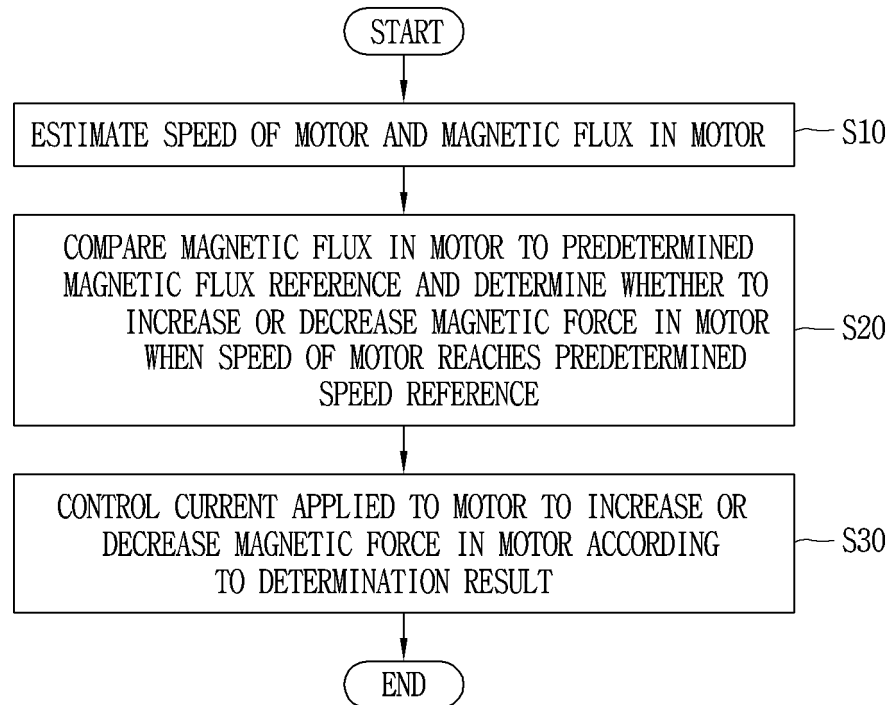 START
ESTIMATE SPEED OF MOTOR AND MAGNETIC FLUX IN MOTOR
S10
COMPARE MAGNETIC FLUX IN MOTOR TO PREDETERMINED
MAGNETIC FLUX REFERENCE AND DETERMINE WHETHER TO
INCREASE OR DECREASE MAGNETIC FORCE IN MOTOR
WHEN SPEED OF MOTOR REACHES PREDETERMINED
SPEED REFERENCE
S20
CONTROL CURRENT APPLIED TO MOTOR TO INCREASE OR
DECREASE MAGNETIC FORCE IN MOTOR ACCORDING
TO DETERMINATION RESULT
S30
END